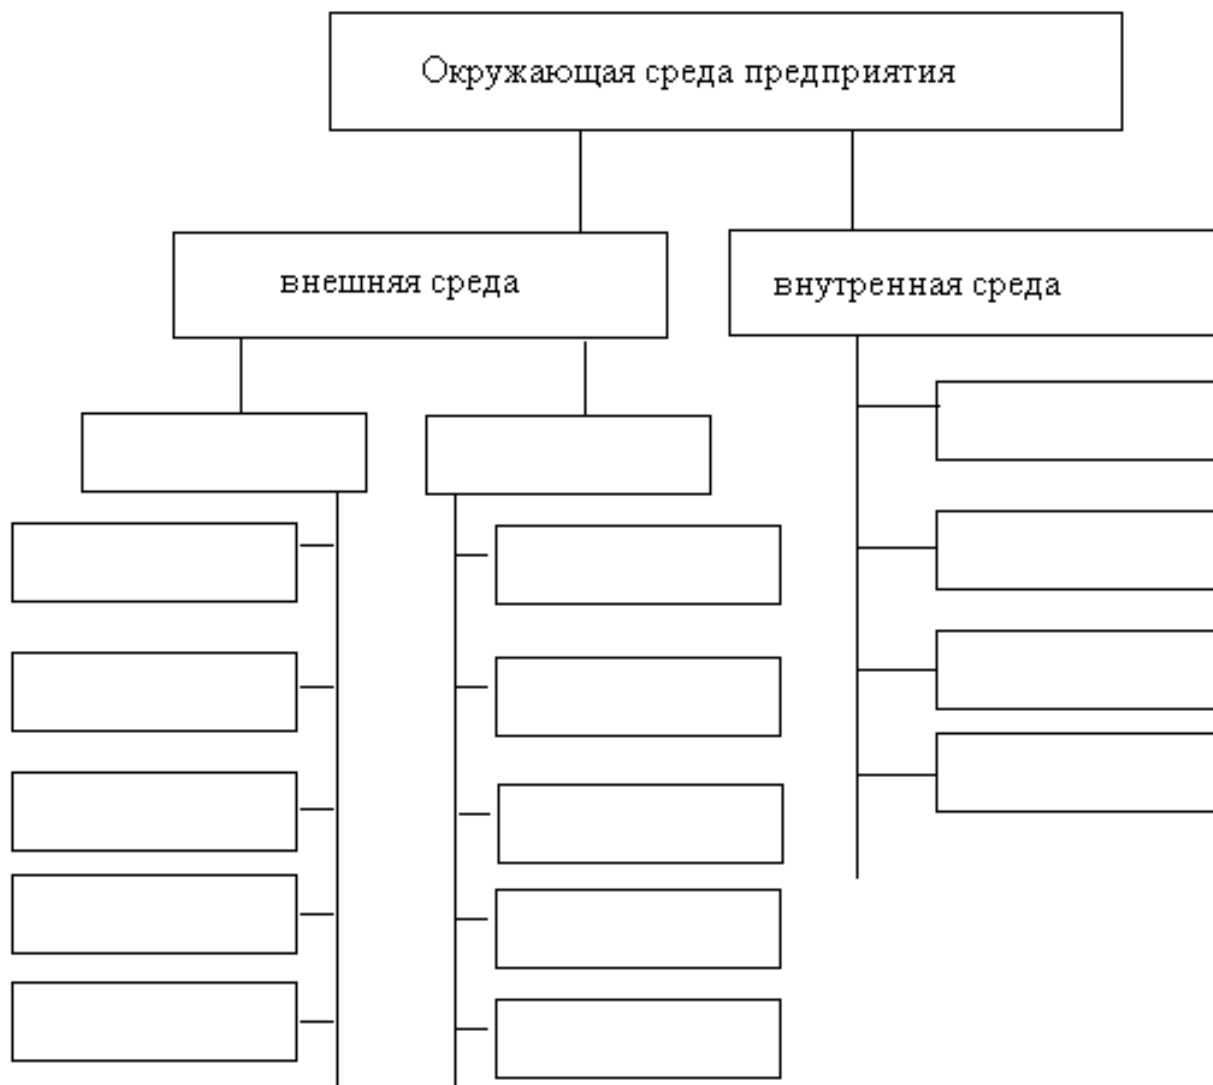 Окружающая среда предприятия
внешняя среда
внутренная среда